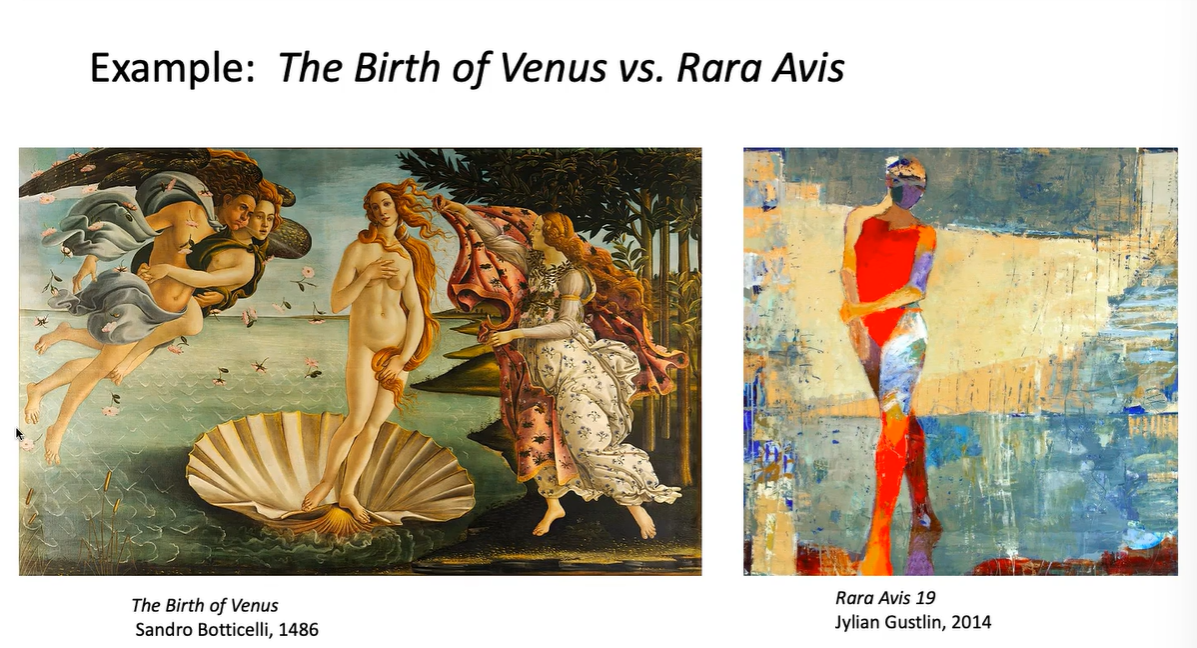 Example: The Birth of Venus vs. Rara Avis
The Birth of Venus
Sandro Botticelli, 1486
Rara Avis 19
Jylian Gustlin, 2014